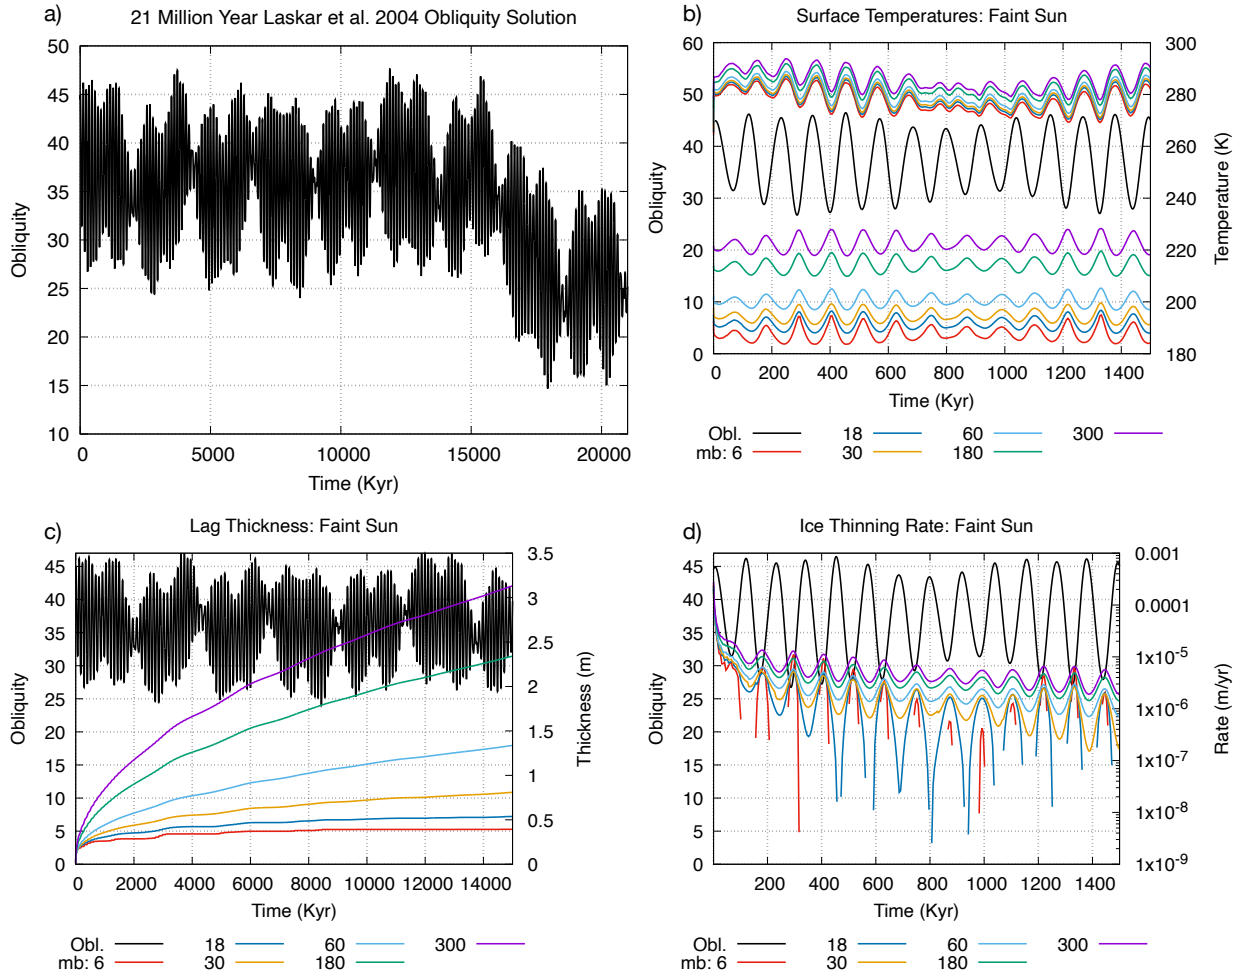 a) 21 Million Year Laskar et al. 2004 Obliquity Solution
50
45
40
35
30
25
20
15
10
Obliquity
0 5000 10000 15000 20000
Time (Kyr)
b) Surface Temperatures: Faint Sun
60
50
40
30
20
10
0
Obliquity
300
280
260
240
220
200
180
Temperature (K)
0 200 400 600 800 1000 1200 1400
Time (Kyr)
Obl. 18 60 300
mb: 6 30 180
c) Lag Thickness: Faint Sun
45
40
35
30
25
20
15
10
5
0
Obliquity
3.5
3
2.5
2
1.5
1
0.5
0
Thickness (m)
0 2000 4000 6000 8000 10000 12000 14000
Time (Kyr)
Obl. 18 60 300
mb: 6 30 180
d) Ice Thinning Rate: Faint Sun
45
40
35
30
25
20
15
10
5
0
Obliquity
0.001
0.0001
1x10-5
1x10-6
1x10-7
1x10-8
1x10-9
Rate (m/yr)
200 400 600 800 1000 1200 1400
Time (Kyr)
Obl. 18 60 300
mb: 6 30 180